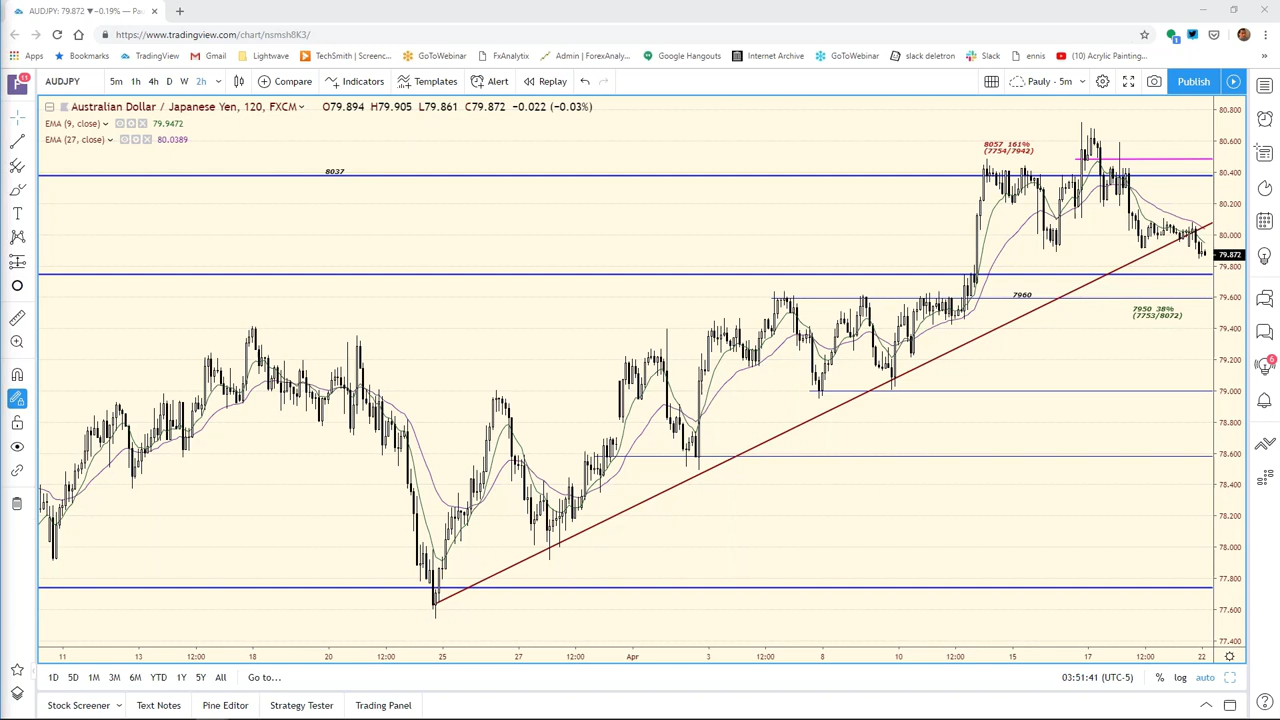 AUDJPY: 79.872 ▼−0.19% — Pau
https://www.tradingview.com/chart/nsmsh8K3/
Apps Bookmarks TradingView Gmail Lightwave TechSmith | Screenc... GoToWebinar FxAnalytix Admin | ForexAnaly... Google Hangouts Internet Archive GoToWebinar slack deletron Slack ennis (1) Acrylic Painting... »
11 AUDJPY 5m 1h 4h D W 2h Compare Indicators Templates Alert Replay Pauly - 5m Publish
Australian Dollar / Japanese Yen, 120, FXCM O79.894 H79.905 L79.861 C79.872 −0.022 (−0.03%)
EMA (9, close) 79.9472
EMA (27, close) 80.0389
80.800
80.600
80.400
80.200
80.000
79.872
79.800
79.600
79.400
79.200
79.000
78.800
78.600
78.400
78.200
78.000
77.800
77.600
77.400
8057 161%
(7754/7942)
8037
7960
7950 38%
(7753/8072)
6
11 13 12:00 18 20 12:00 25 27 12:00 Apr 3 12:00 8 10 12:00 15 17 12:00 22
1D 5D 1M 3M 6M YTD 1Y 5Y All Go to... 03:51:41 (UTC-5) % log auto
Stock Screener Text Notes Pine Editor Strategy Tester Trading Panel